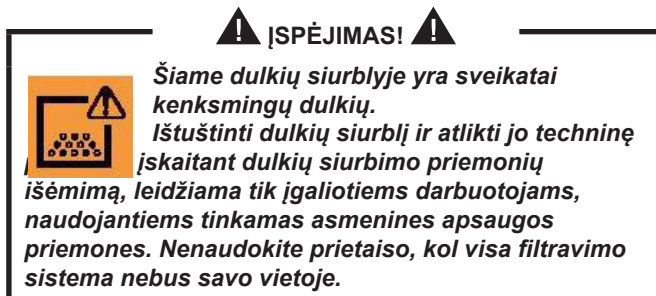 ĮSPĖJIMAS!
Šiame dulkių siurblyje yra sveikatai
kenksmingų dulkių.
Ištuštinti dulkių siurblį ir atlikti jo techninę
įskaitant dulkių siurbimo priemonių
išėmimą, leidžiama tik įgaliotiems darbuotojams,
naudojantiems tinkamas asmenines apsaugos
priemones. Nenaudokite prietaiso, kol visa filtravimo
sistema nebus savo vietoje.